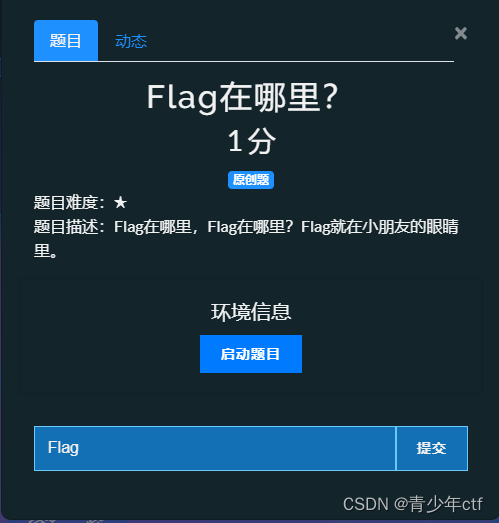 题目 动态 ×
Flag在哪里？
1分
原创题
题目难度：★
题目描述：Flag在哪里，Flag在哪里？Flag就在小朋友的眼睛
里。
环境信息
启动题目
Flag 提交
CSDN @青少年ctf